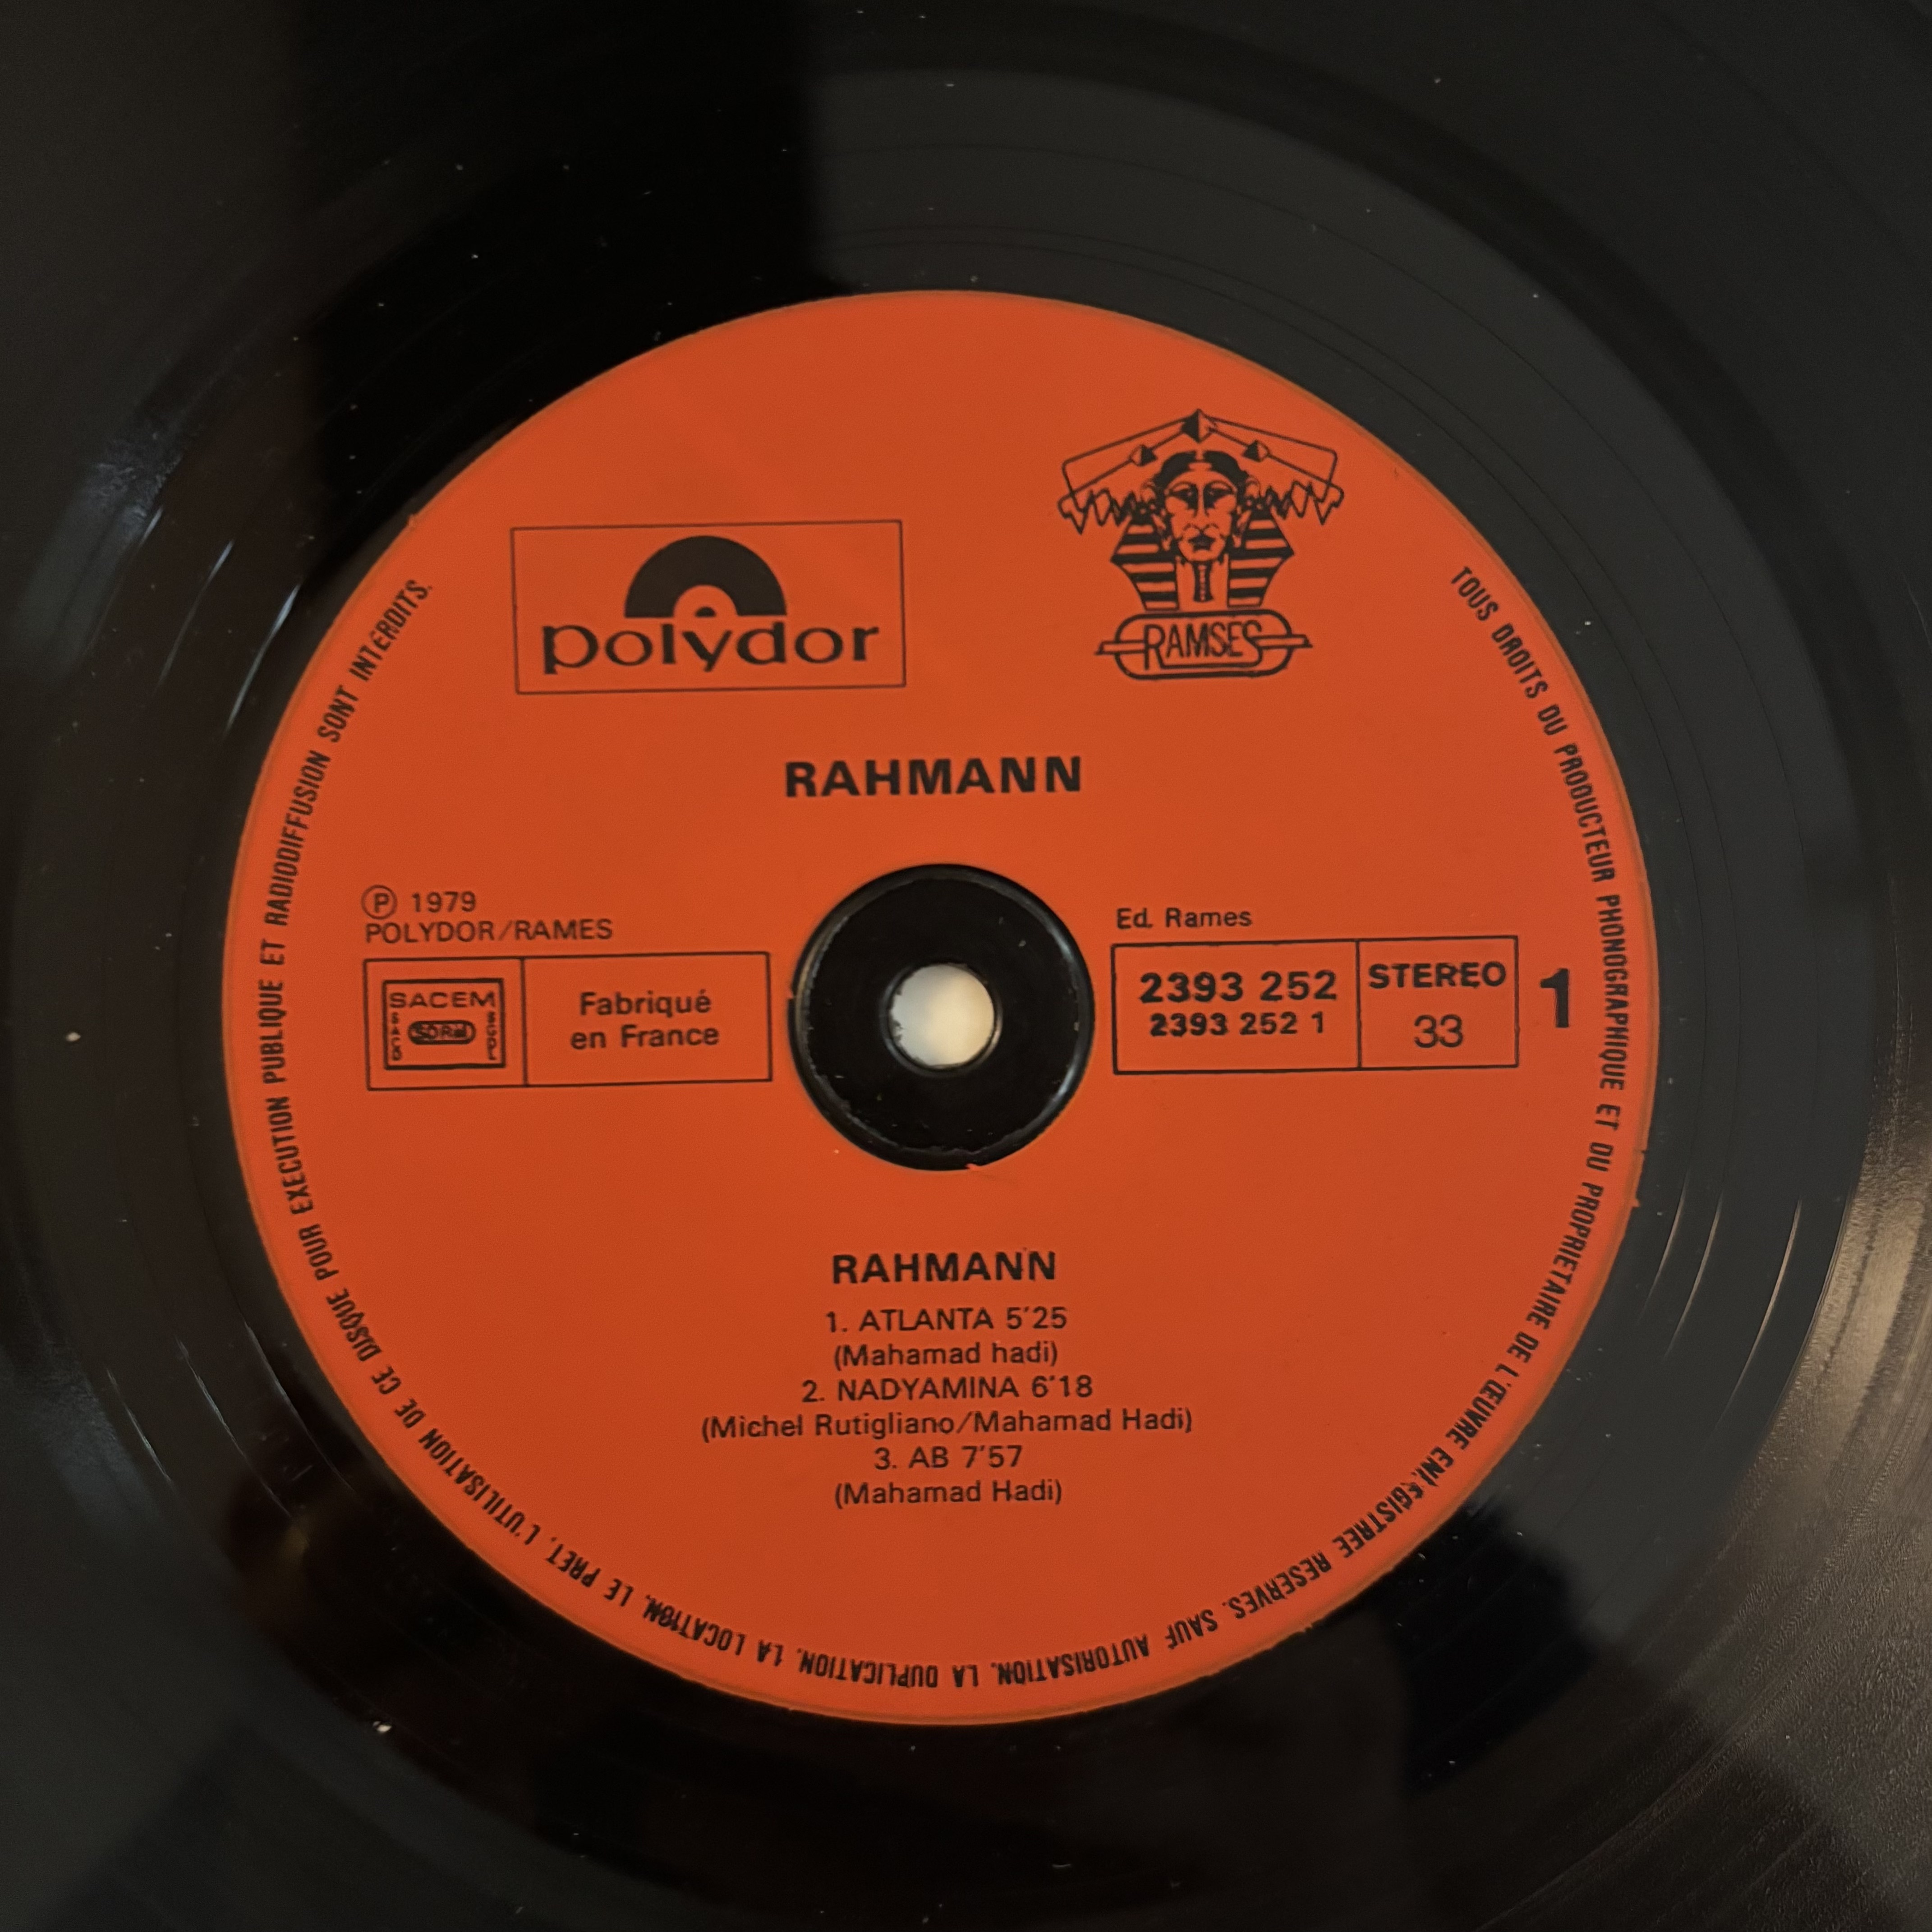 polydor
RAMSES
RAHMANN
Ⓟ 1979
POLYDOR/RAMES
SACEM
SACD
SDRM
SGDL
Fabriqué
en France
Ed. Rames
2393 252
2393 252 1
STEREO
33
1
RAHMANN
1. ATLANTA 5'25
(Mahamad hadi)
2. NADYAMINA 6'18
(Michel Rutigliano/Mahamad Hadi)
3. AB 7'57
(Mahamad Hadi)
TOUS DROITS DU PRODUCTEUR PHONOGRAPHIQUE ET DU PROPRIETAIRE DE L'ŒUVRE ENREGISTREE RESERVES. SAUF AUTORISATION, LA DUPLICATION, LA LOCATION, LE PRET, L'UTILISATION DE CE DISQUE POUR EXECUTION PUBLIQUE ET RADIODIFFUSION SONT INTERDITS.